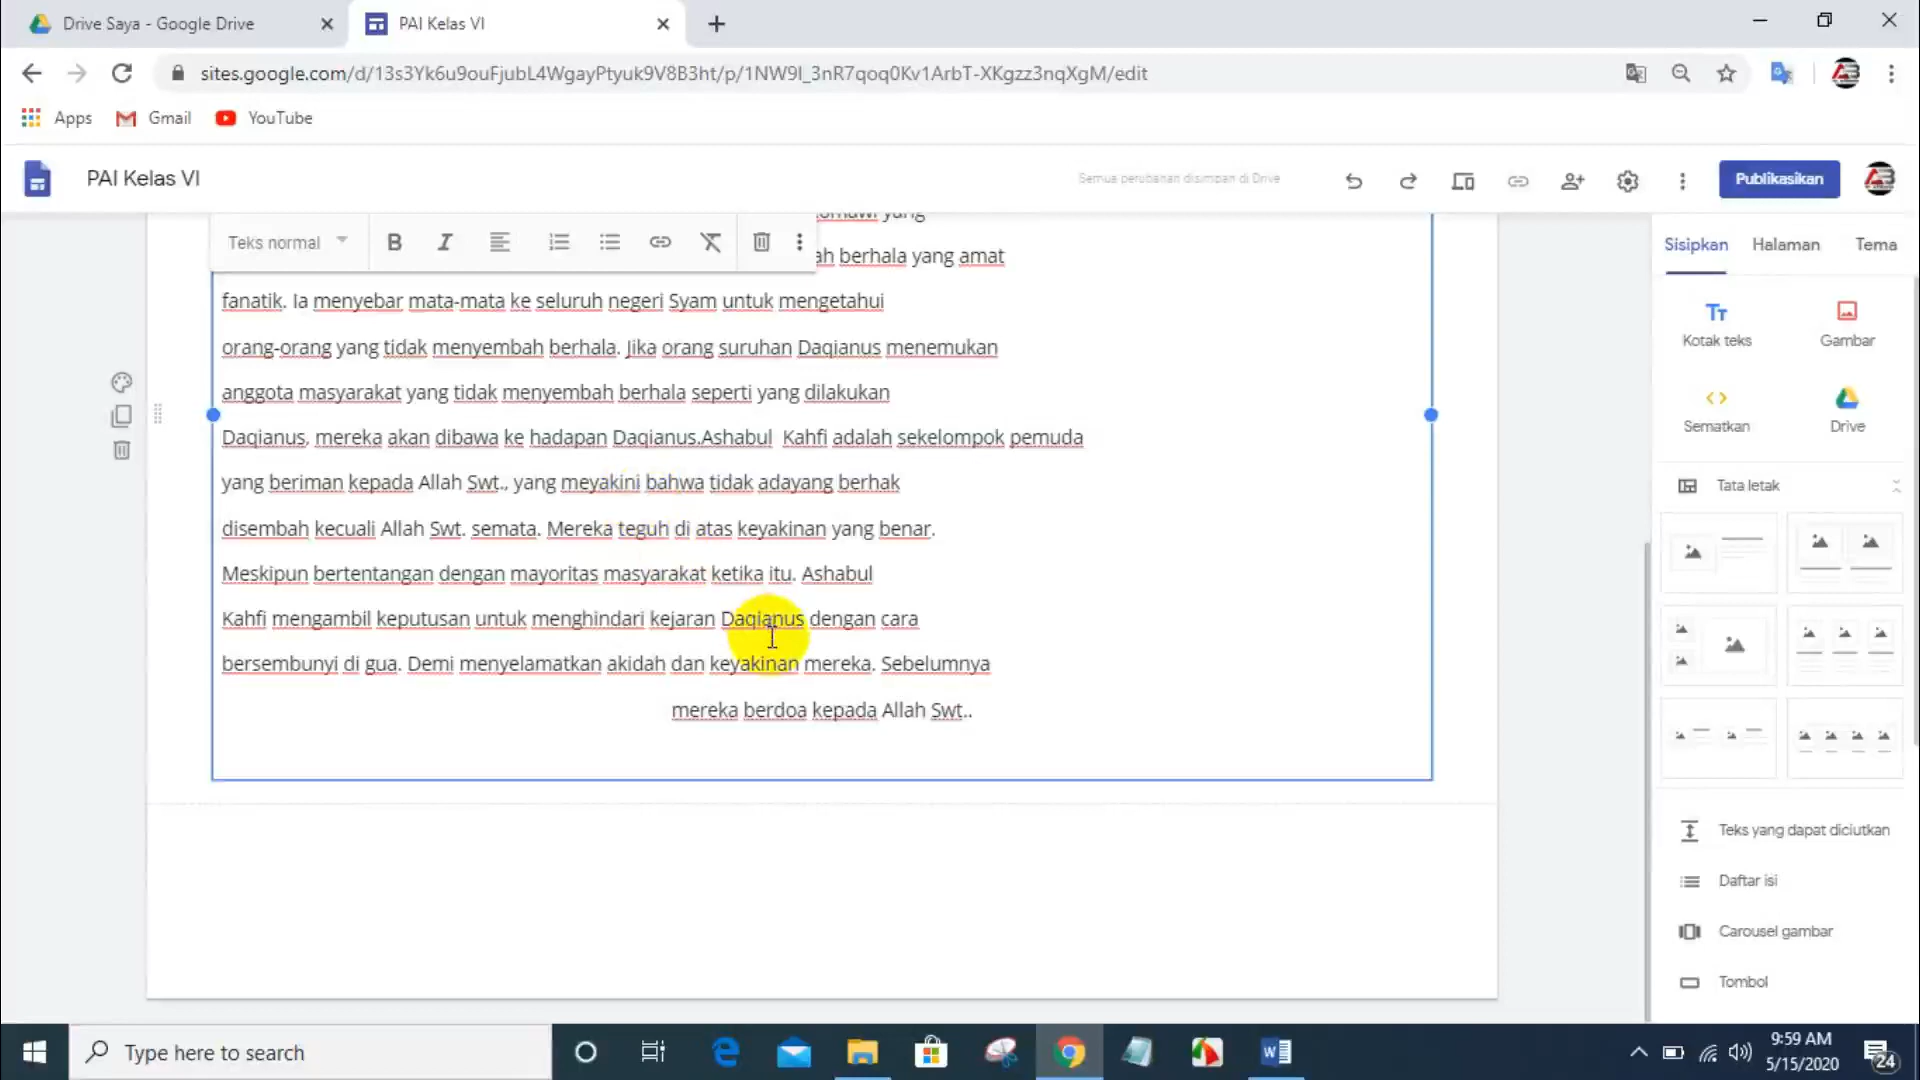 Drive Saya - Google Drive
PAI Kelas VI
sites.google.com/d/13s3Yk6u9ouFjubL4WgayPtyuk9V8B3ht/p/1NW9l_3nR7qoq0Kv1ArbT-XKgzz3nqXgM/edit
Apps
Gmail
YouTube
PAI Kelas VI
Semua perubahan disimpan di Drive
Publikasikan
Teks normal
yang
berhala yang amat
fanatik. Ia menyebar mata-mata ke seluruh negeri Syam untuk mengetahui
orang-orang yang tidak menyembah berhala. Jika orang suruhan Daqianus menemukan
anggota masyarakat yang tidak menyembah berhala seperti yang dilakukan
Daqianus, mereka akan dibawa ke hadapan Daqianus.Ashabul Kahfi adalah sekelompok pemuda
yang beriman kepada Allah Swt., yang meyakini bahwa tidak adayang berhak
disembah kecuali Allah Swt. semata. Mereka teguh di atas keyakinan yang benar.
Meskipun bertentangan dengan mayoritas masyarakat ketika itu. Ashabul
Kahfi mengambil keputusan untuk menghindari kejaran Daqianus dengan cara
bersembunyi di gua. Demi menyelamatkan akidah dan keyakinan mereka. Sebelumnya
mereka berdoa kepada Allah Swt..
Sisipkan
Halaman
Tema
Kotak teks
Gambar
Sematkan
Drive
Tata letak
Teks yang dapat diciutkan
Daftar isi
Carousel gambar
Tombol
Type here to search
9:59 AM
5/15/2020
24